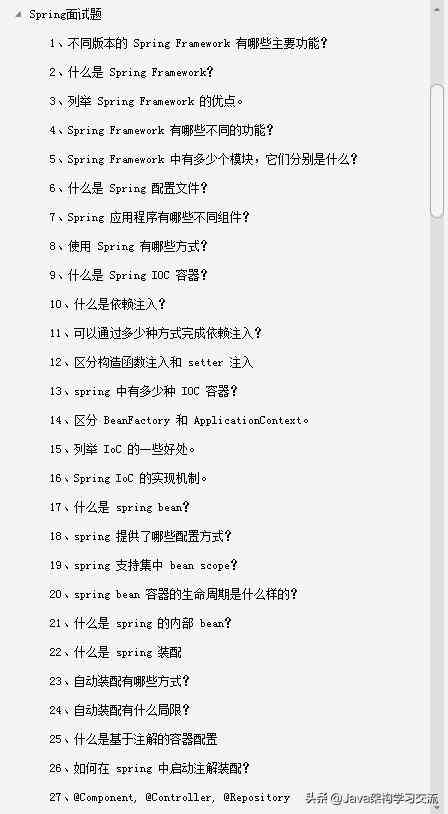 Spring面试题
1、不同版本的 Spring Framework 有哪些主要功能?
2、什么是 Spring Framework?
3、列举 Spring Framework 的优点。
4、Spring Framework 有哪些不同的功能?
5、Spring Framework 中有多少个模块，它们分别是什么?
6、什么是 Spring 配置文件?
7、Spring 应用程序有哪些不同组件?
8、使用 Spring 有哪些方式?
9、什么是 Spring IOC 容器?
10、什么是依赖注入?
11、可以通过多少种方式完成依赖注入?
12、区分构造函数注入和 setter 注入
13、spring 中有多少种 IOC 容器?
14、区分 BeanFactory 和 ApplicationContext。
15、列举 IoC 的一些好处。
16、Spring IoC 的实现机制。
17、什么是 spring bean?
18、spring 提供了哪些配置方式?
19、spring 支持集中 bean scope?
20、spring bean 容器的生命周期是什么样的?
21、什么是 spring 的内部 bean?
22、什么是 spring 装配
23、自动装配有哪些方式?
24、自动装配有什么局限?
25、什么是基于注解的容器配置
26、如何在 spring 中启动注解装配?
27、@Component, @Controller, @Repository
头条 @Java架构学习交流